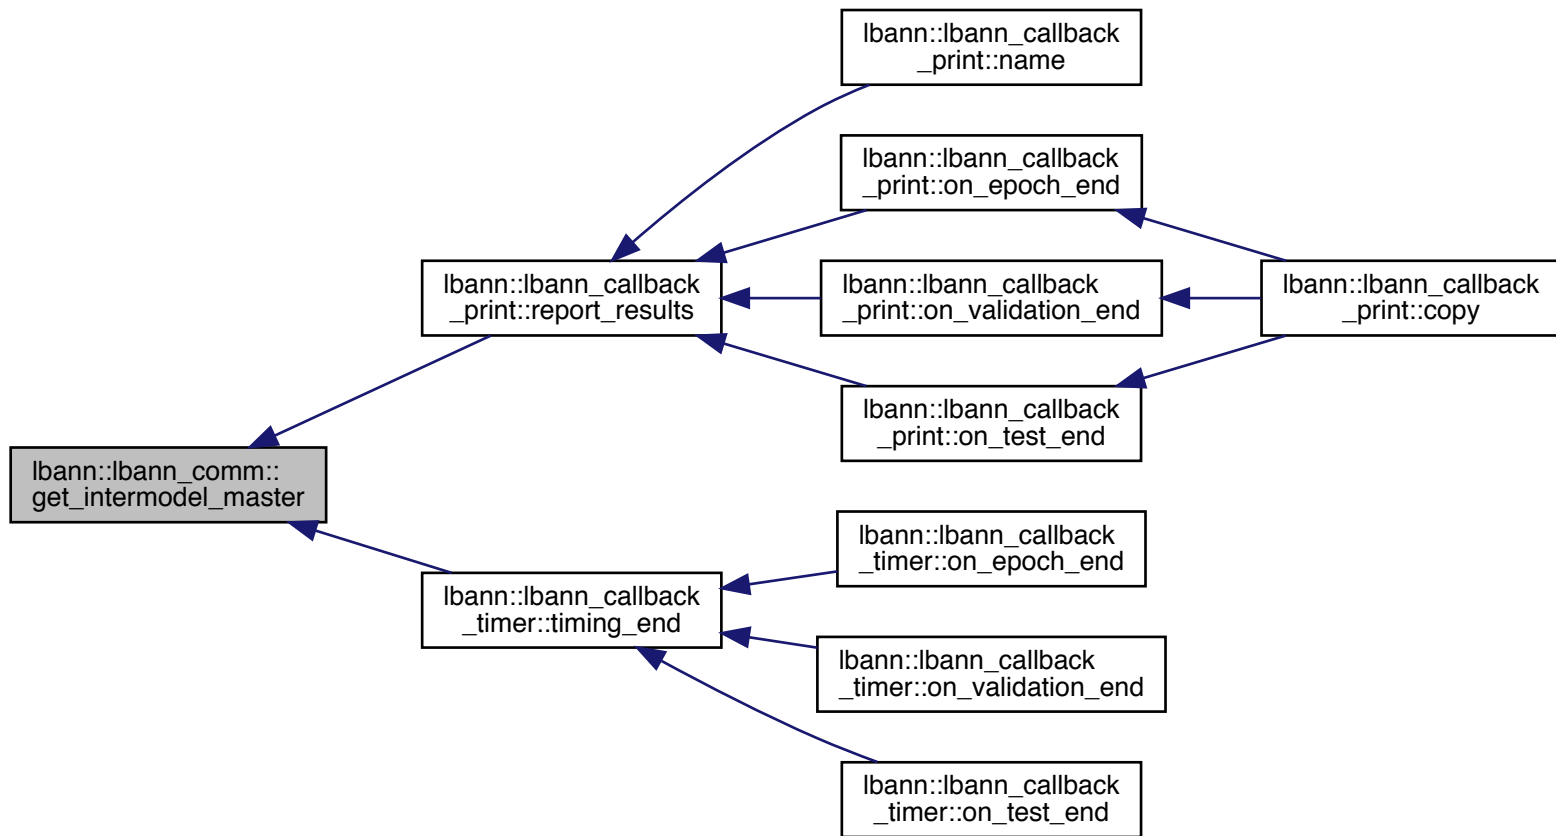 lbann::lbann_callback
_print::name
lbann::lbann_callback
_print::on_epoch_end
lbann::lbann_callback
_print::report_results
lbann::lbann_callback
_print::on_validation_end
lbann::lbann_callback
_print::copy
lbann::lbann_callback
_print::on_test_end
lbann::lbann_comm::
get_intermodel_master
lbann::lbann_callback
_timer::on_epoch_end
lbann::lbann_callback
_timer::timing_end
lbann::lbann_callback
_timer::on_validation_end
lbann::lbann_callback
_timer::on_test_end